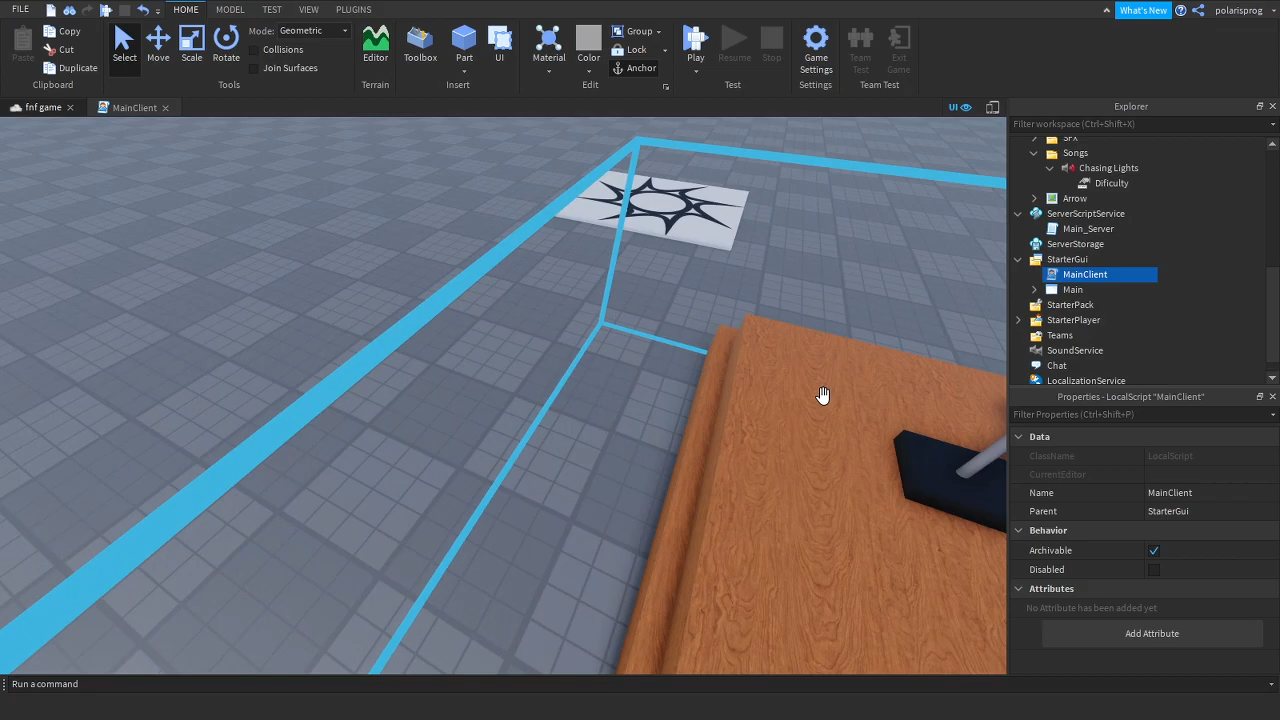 FILE HOME MODEL TEST VIEW PLUGINS What's New polarisprog
Copy Mode: Geometric Group
Cut Collisions Lock
Paste Duplicate Select Move Scale Rotate Join Surfaces Editor Toolbox Part UI Material Color Anchor Play Resume Stop Game Settings Team Test Exit Game
Clipboard Tools Terrain Insert Edit Test Settings Team Test
fnf game MainClient UI Explorer
Filter workspace (Ctrl+Shift+X)
SFX
Songs
Chasing Lights
Dificulty
Arrow
ServerScriptService
Main_Server
ServerStorage
StarterGui
MainClient
Main
StarterPack
StarterPlayer
Teams
SoundService
Chat
LocalizationService
Properties - LocalScript "MainClient"
Filter Properties (Ctrl+Shift+P)
Data
ClassName LocalScript
CurrentEditor
Name MainClient
Parent StarterGui
Behavior
Archivable
Disabled
Attributes
No Attribute has been added yet
Add Attribute
Run a command